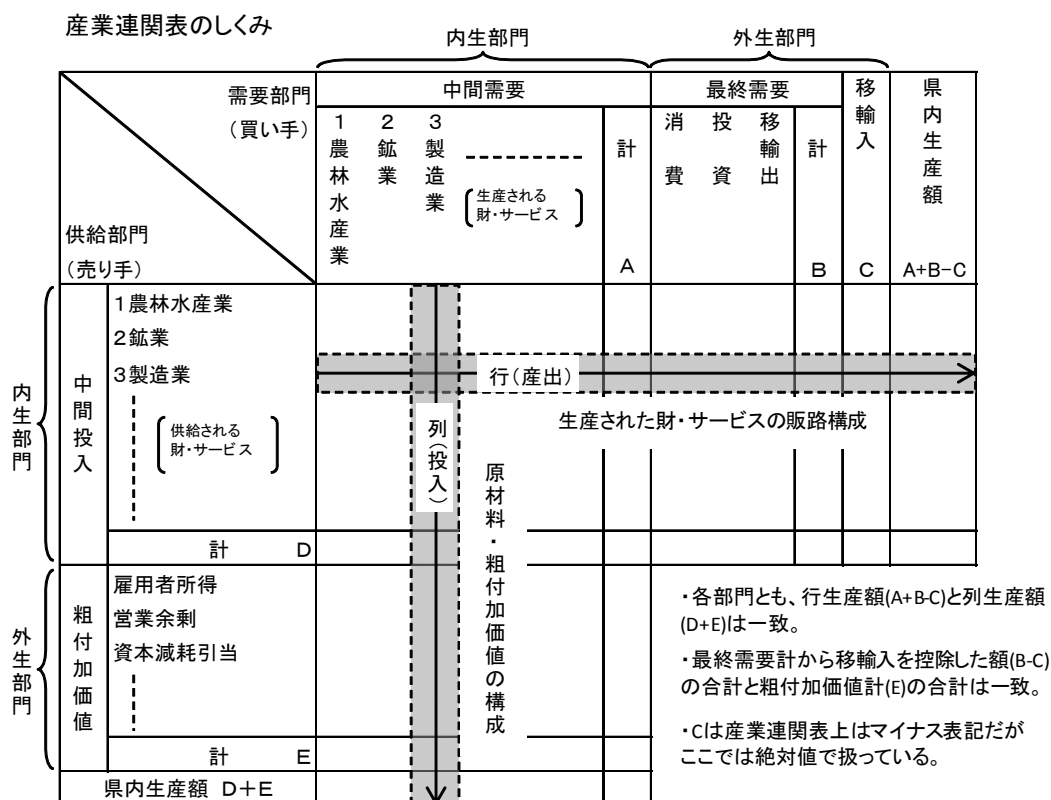 産業連関表のしくみ
内生部門
外生部門
需要部門
(買い手)
供給部門
(売り手)
中間需要
最終需要
移輸入
県内生産額
1農林水産業
2鉱業
3製造業
生産される
財・サービス
計
消費
投資
移輸出
計
A
B
C
A+B-C
内生部門
中間投入
1農林水産業
2鉱業
3製造業
供給される
財・サービス
計 D
行(産出)
生産された財・サービスの販路構成
列(投入)
原材料・粗付加価値の構成
外生部門
粗付加価値
雇用者所得
営業余剰
資本減耗引当
計 E
県内生産額 D+E
・各部門とも、行生産額(A+B-C)と列生産額
(D+E)は一致。
・最終需要計から移輸入を控除した額(B-C)
の合計と粗付加価値計(E)の合計は一致。
・Cは産業連関表上はマイナス表記だが
ここでは絶対値で扱っている。